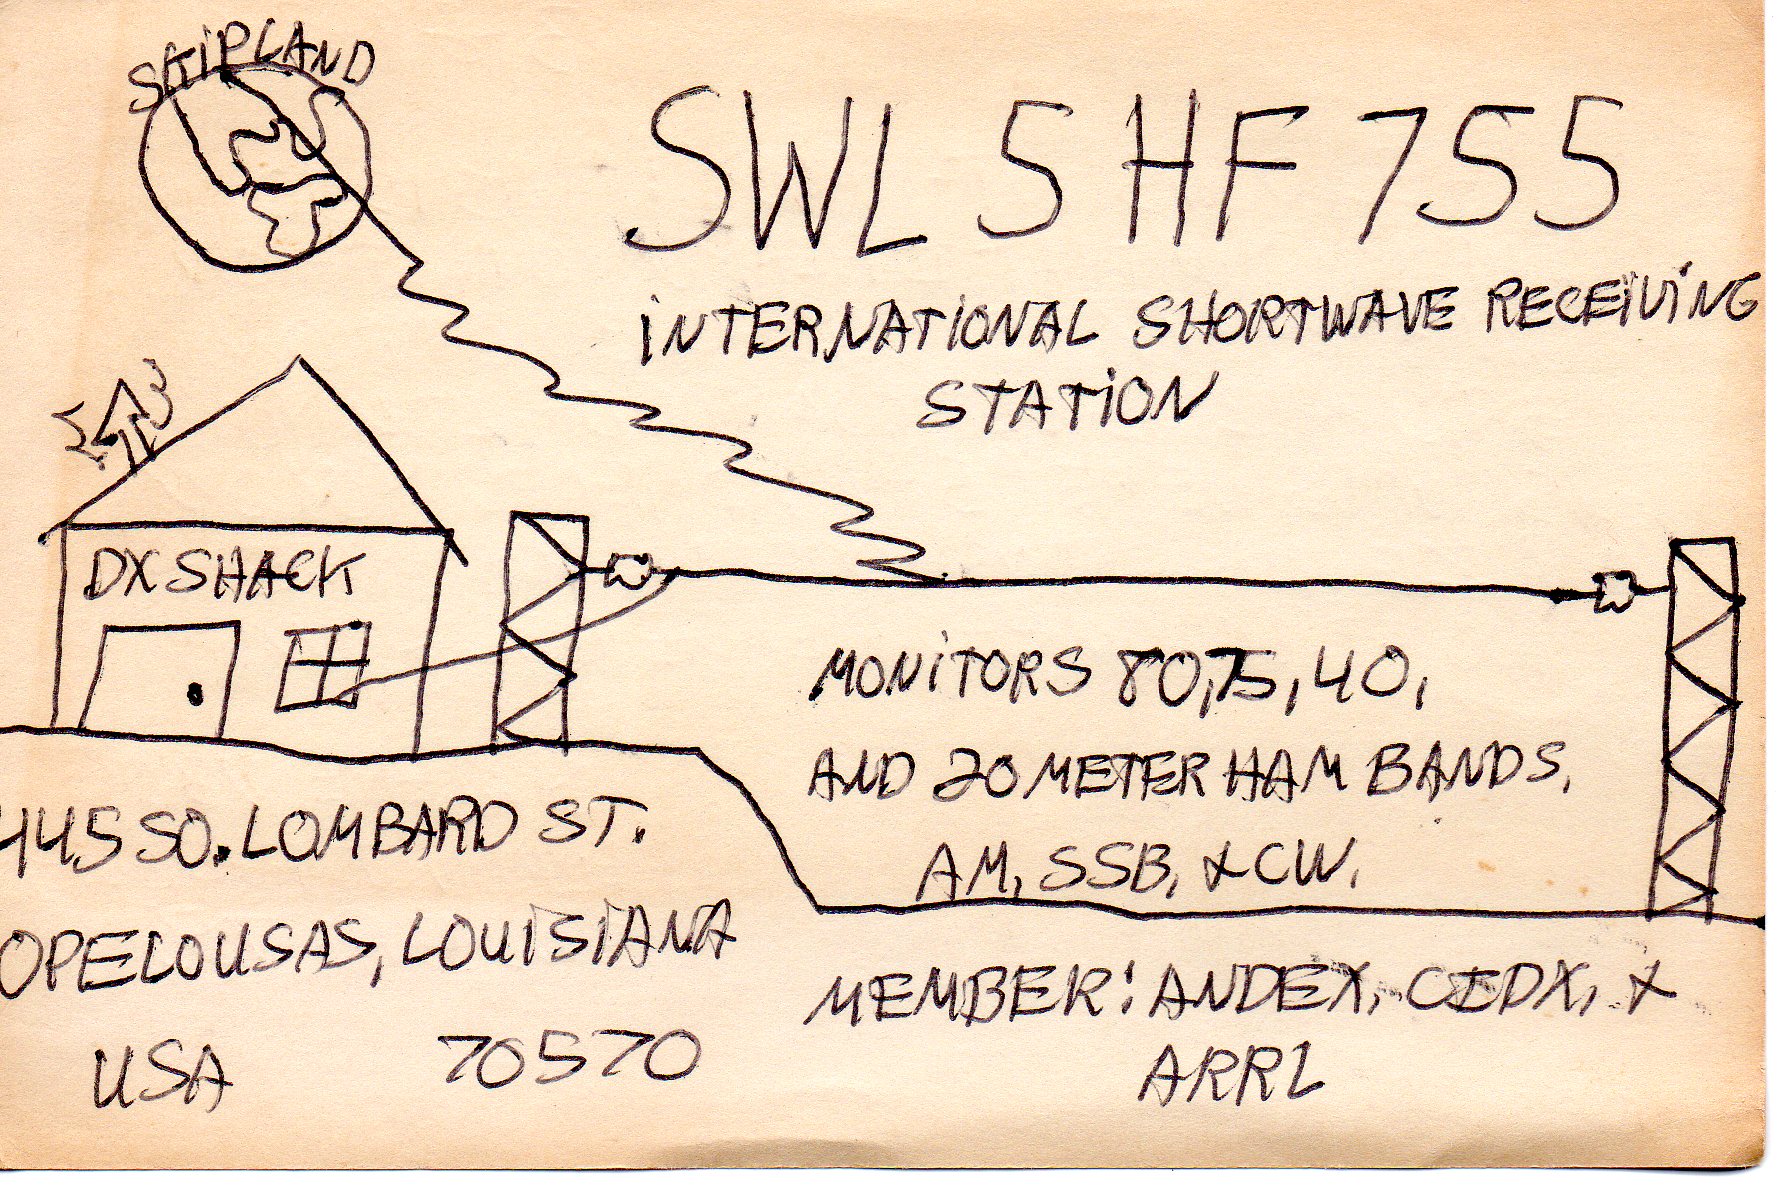 SKIPLAND
SWL 5 HF 755
INTERNATIONAL SHORTWAVE RECEIVING
STATION
DX SHACK
MONITORS 80, 75, 40,
AND 20 METER HAM BANDS,
AM, SSB, & CW.
445 SO. LOMBARD ST.
OPELOUSAS, LOUISIANA
USA 70570
MEMBER: ANDEX, CIDX, &
ARRL